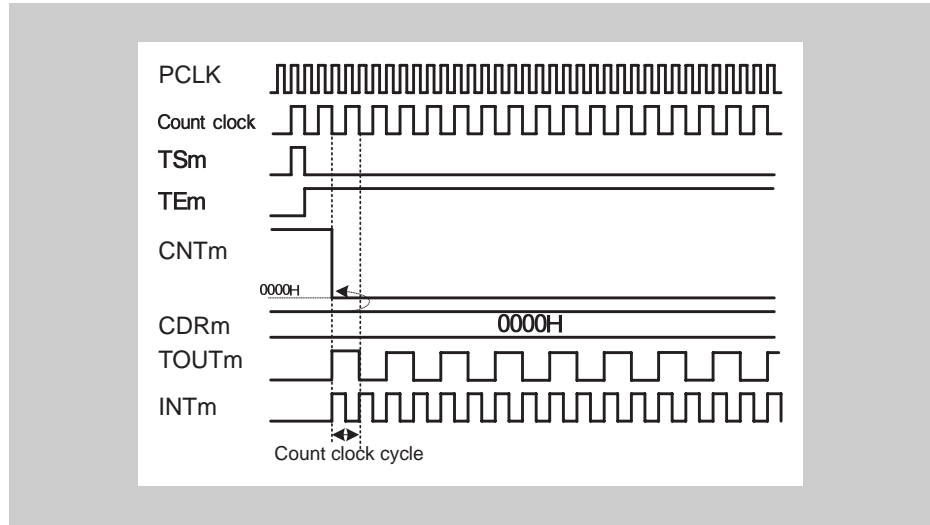 PCLK
Count clock
TSm
TEm
CNTm
0000H
CDRm 0000H
TOUTm
INTm
Count clock cycle